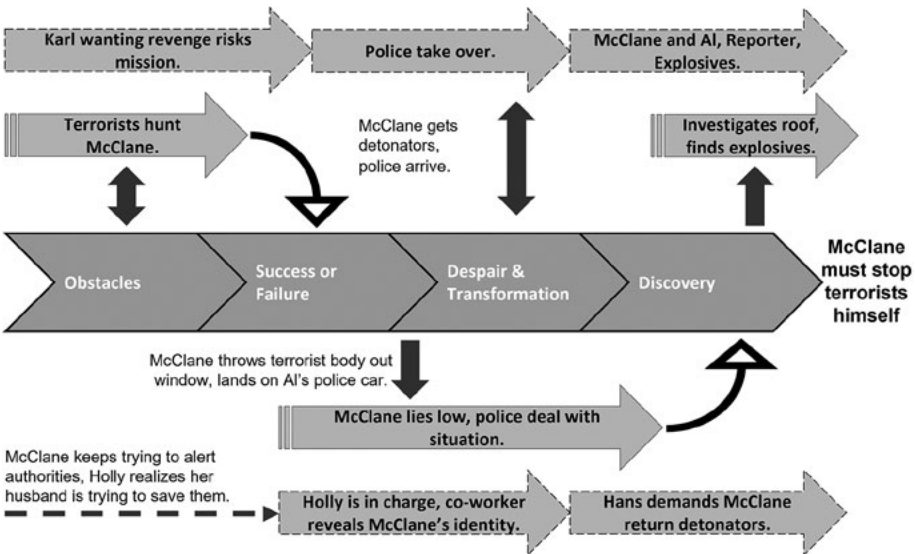 Karl wanting revenge risks
mission.
Police take over.
McClane and Al, Reporter,
Explosives.
Terrorists hunt
McClane.
McClane gets
detonators,
police arrive.
Investigates roof,
finds explosives.
Obstacles
Success or
Failure
Despair &
Transformation
Discovery
McClane
must stop
terrorists
himself
McClane throws terrorist body out
window, lands on Al's police car.
McClane lies low, police deal with
situation.
McClane keeps trying to alert
authorities, Holly realizes her
husband is trying to save them.
Holly is in charge, co-worker
reveals McClane's identity.
Hans demands McClane
return detonators.